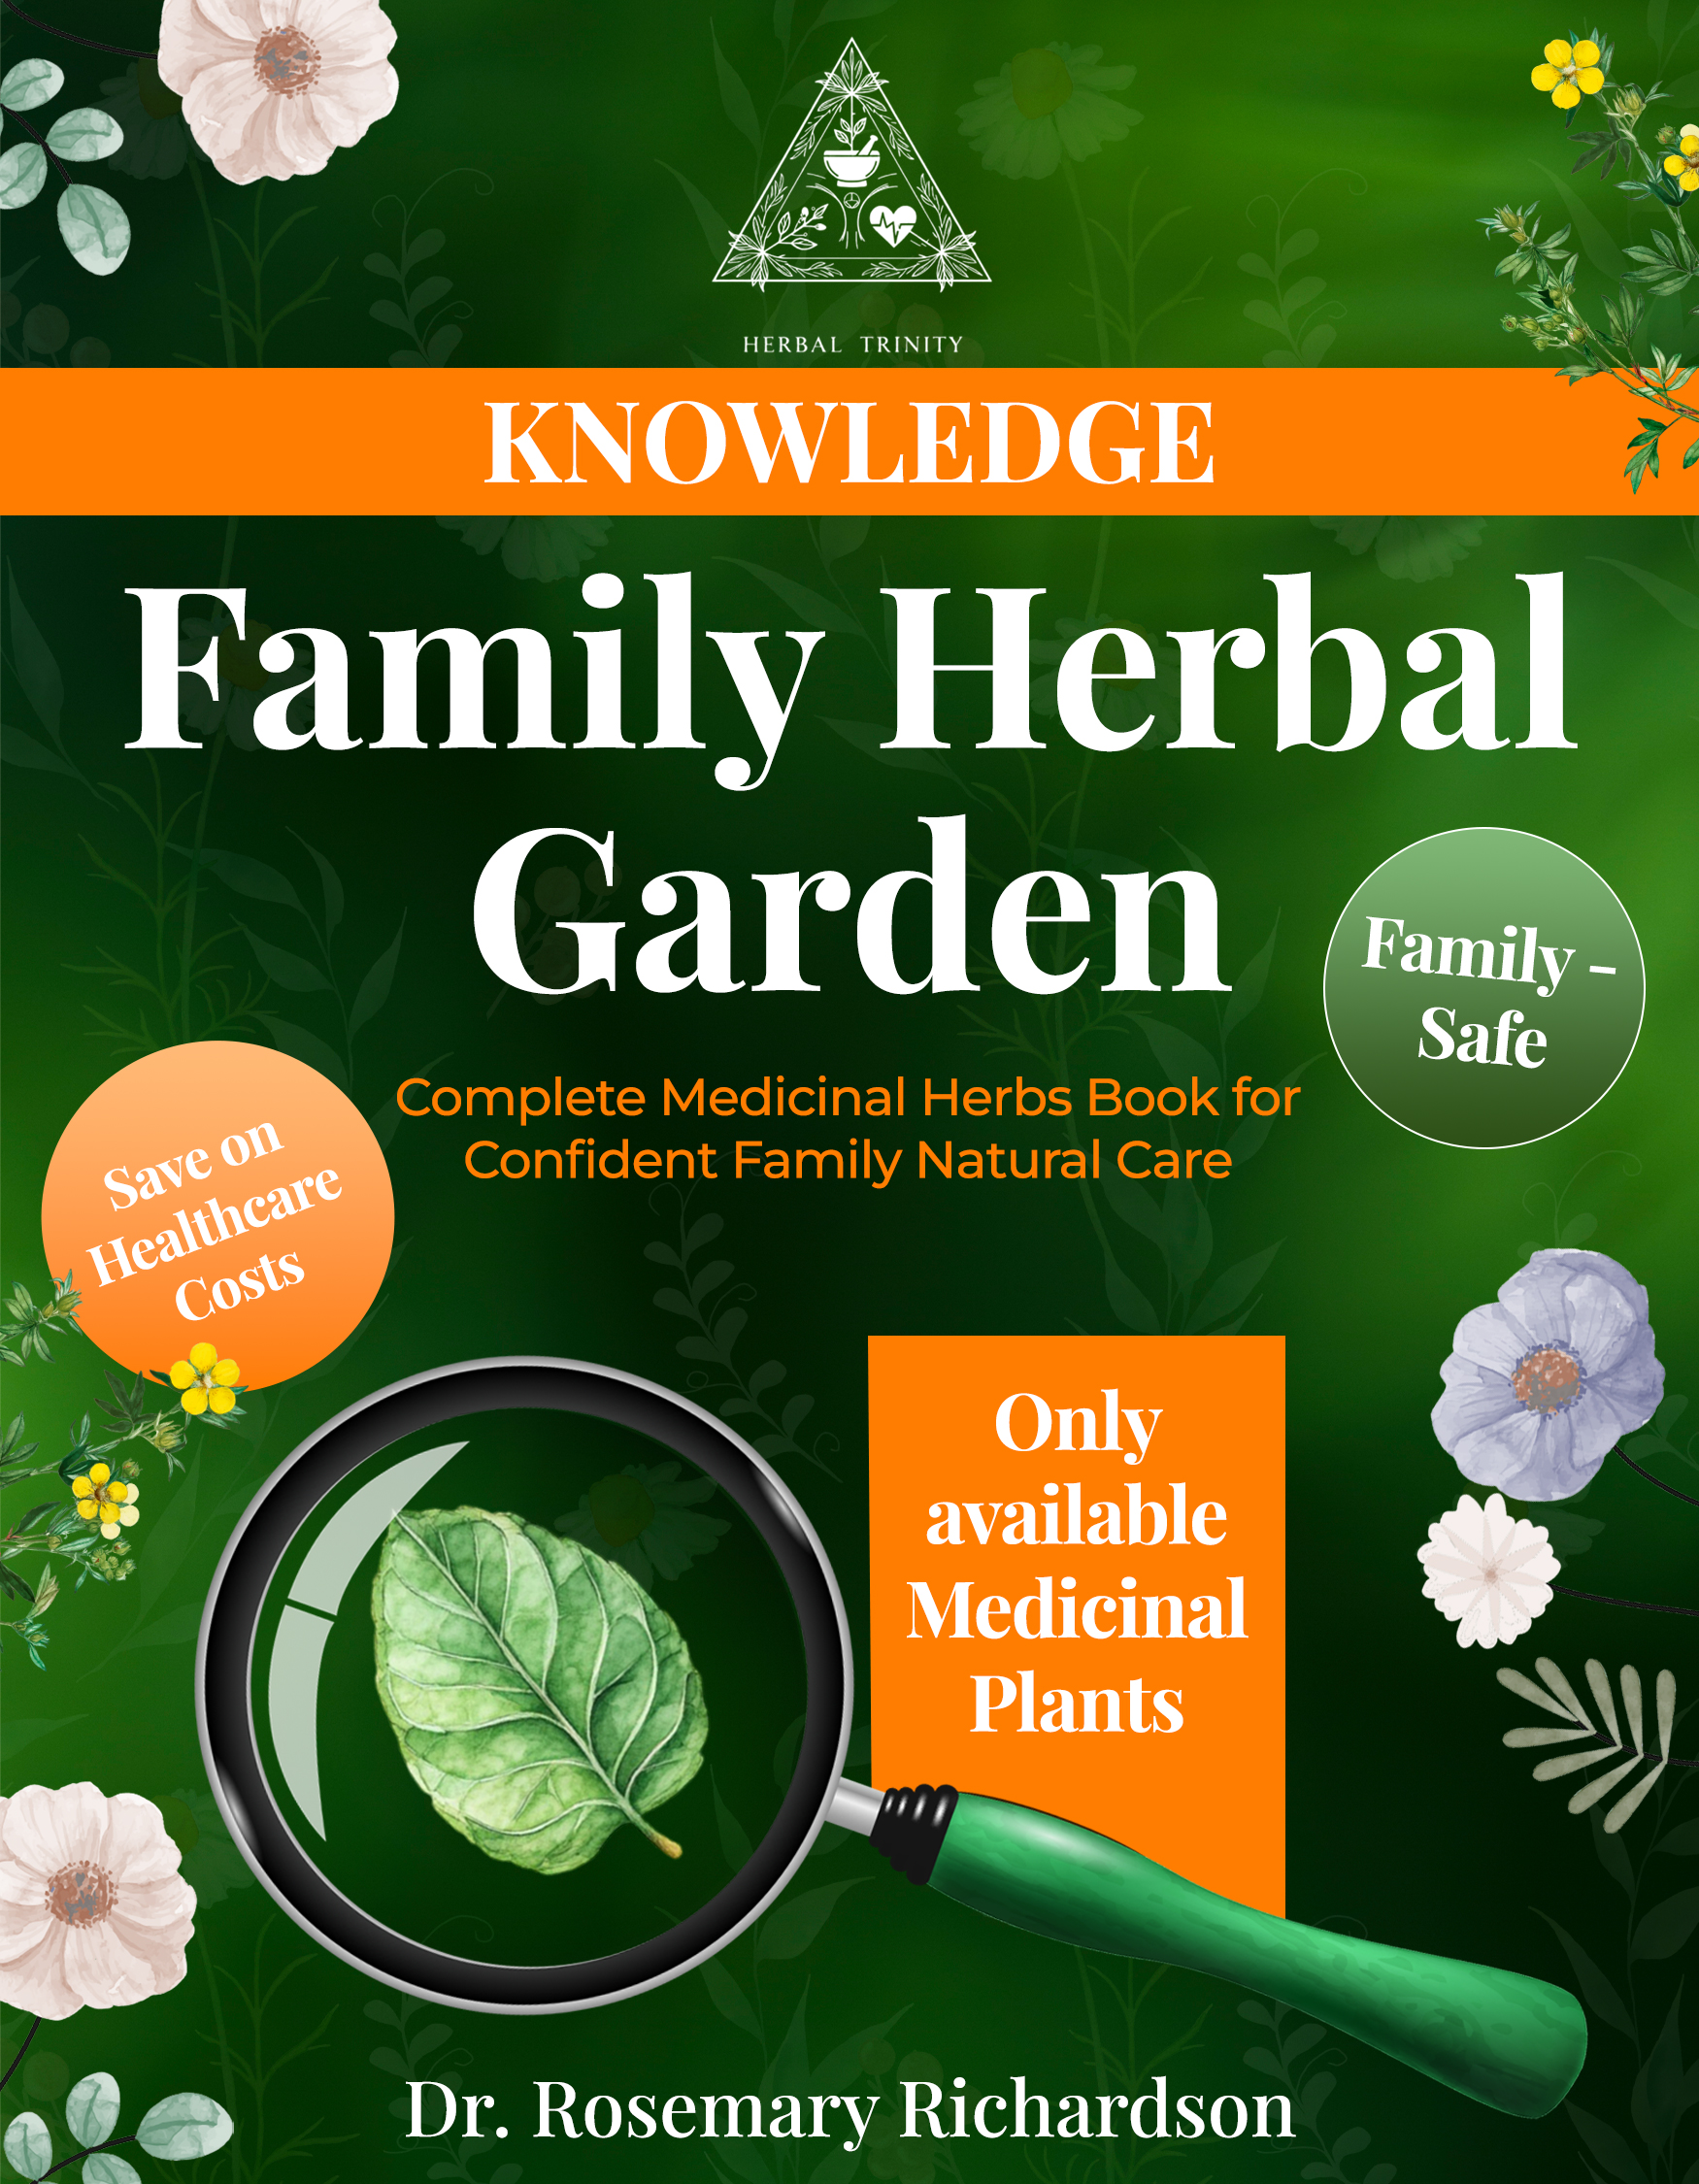 HERBAL TRINITY
KNOWLEDGE
Family Herbal
Garden
Family -
Safe
Complete Medicinal Herbs Book for
Confident Family Natural Care
Save on
Healthcare
Costs
Only
available
Medicinal
Plants
Dr. Rosemary Richardson